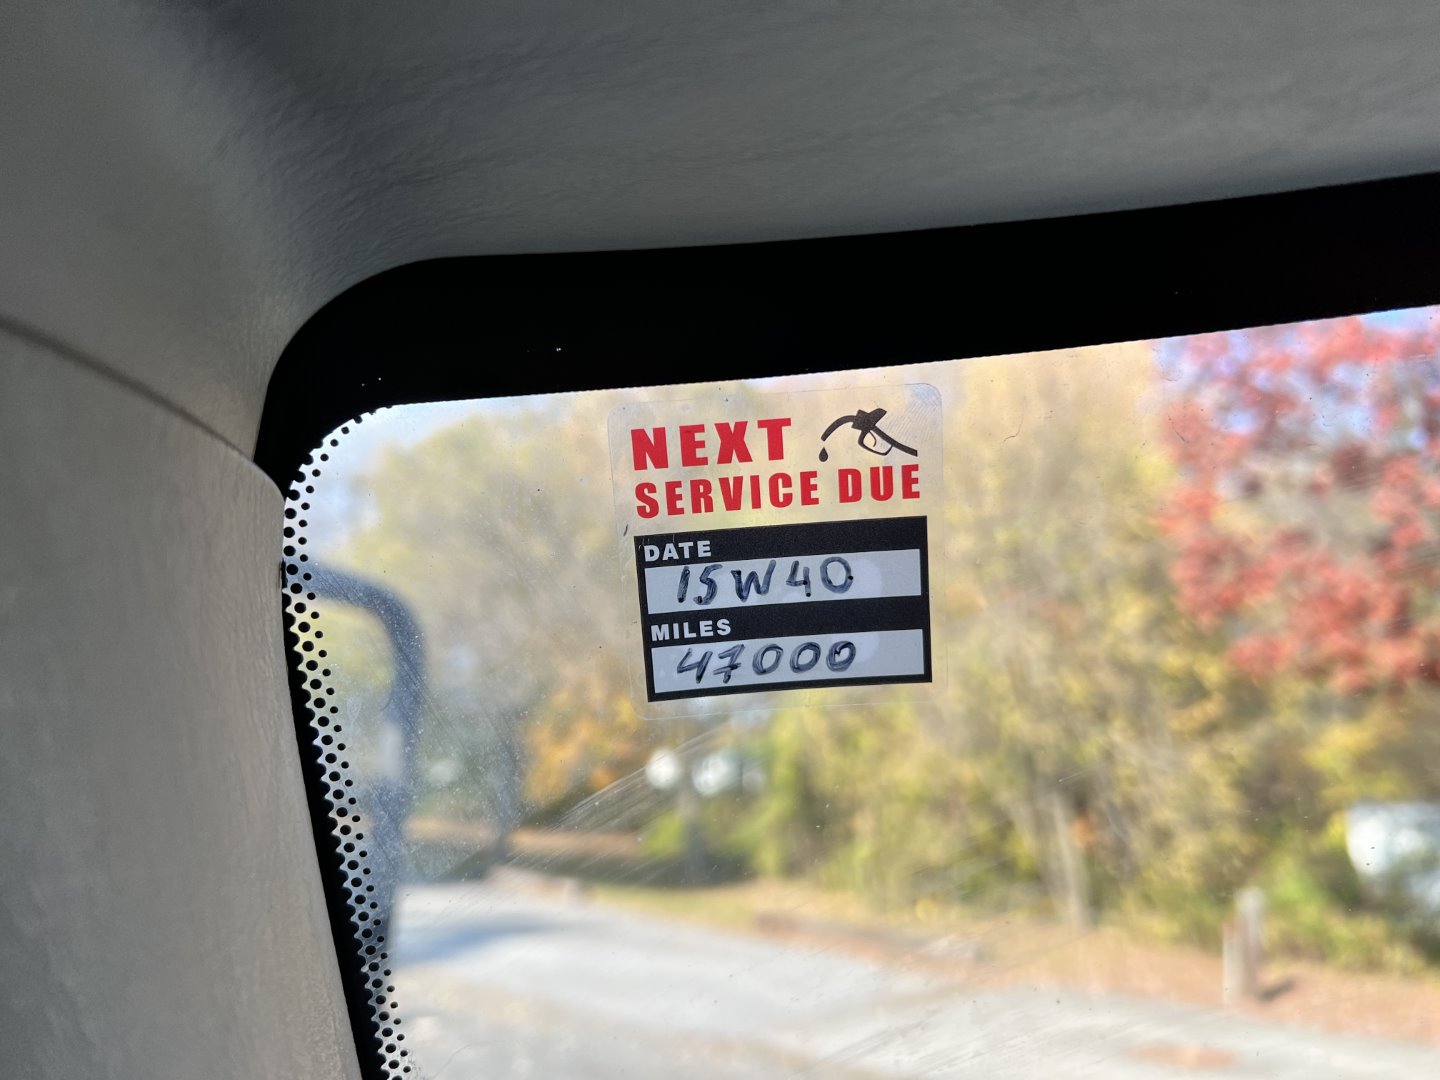 NEXT
SERVICE DUE
DATE
15W40
MILES
47000